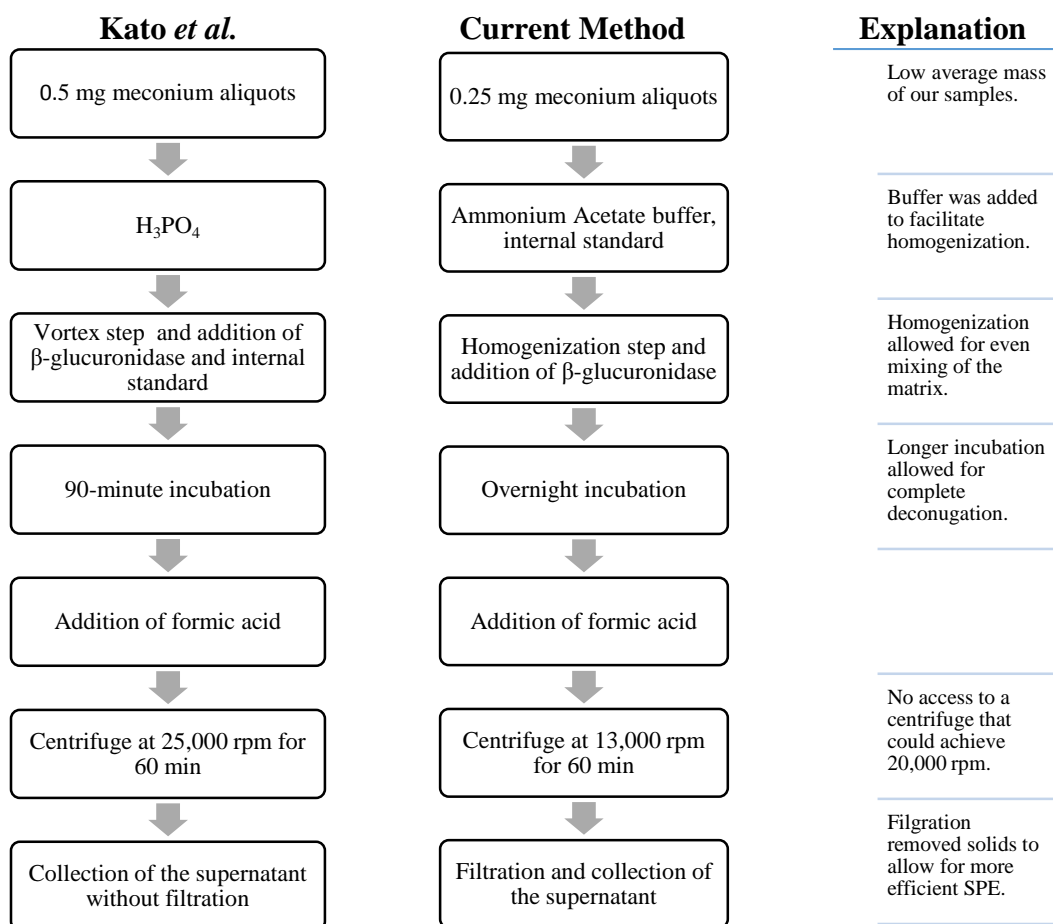 Kato et al.
Current Method
Explanation
0.5 mg meconium aliquots
0.25 mg meconium aliquots
Low average mass
of our samples.
H₃PO₄
Ammonium Acetate buffer,
internal standard
Buffer was added
to facilitate
homogenization.
Vortex step and addition of
β-glucuronidase and internal
standard
Homogenization step and
addition of β-glucuronidase
Homogenization
allowed for even
mixing of the
matrix.
90-minute incubation
Overnight incubation
Longer incubation
allowed for
complete
deconugation.
Addition of formic acid
Addition of formic acid
Centrifuge at 25,000 rpm for
60 min
Centrifuge at 13,000 rpm
for 60 min
No access to a
centrifuge that
could achieve
20,000 rpm.
Collection of the supernatant
without filtration
Filtration and collection of
the supernatant
Filgration
removed solids to
allow for more
efficient SPE.